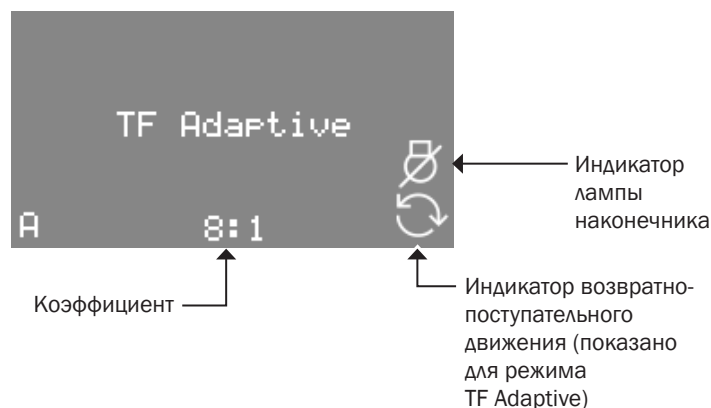 TF Adaptive
A
8:1
Индикатор
лампы
наконечника
Коэффициент
Индикатор возвратно-
поступательного
движения (показано
для режима
TF Adaptive)